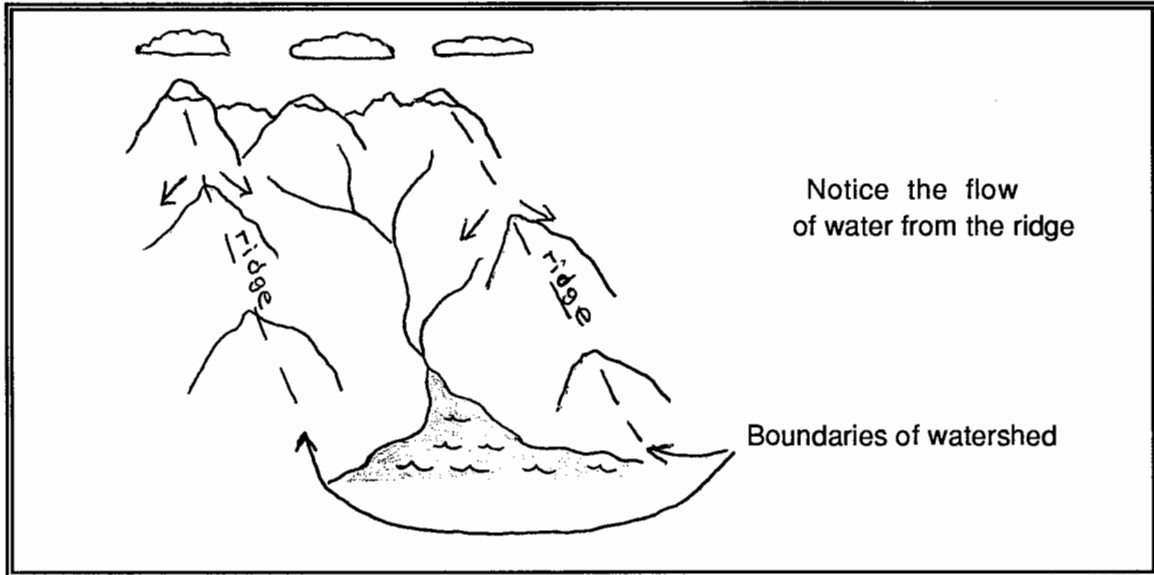 Notice the flow
of water from the ridge
ridge
ridge
Boundaries of watershed